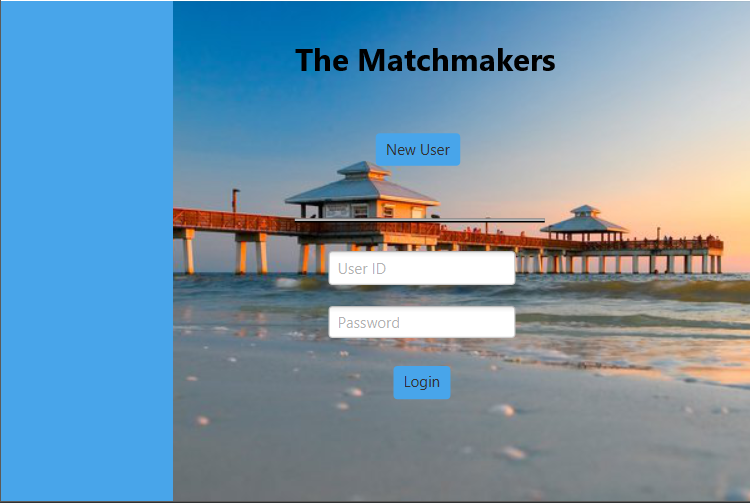 The Matchmakers
New User
User ID
Password
Login